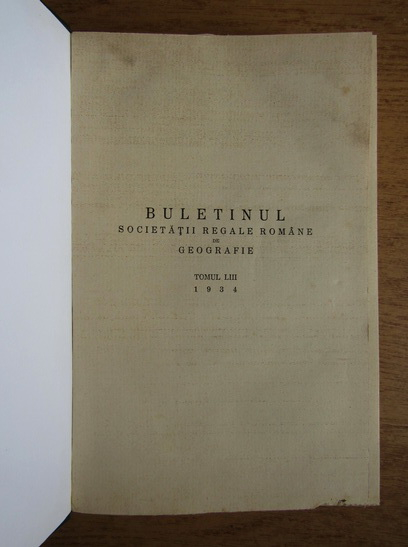 BULETINUL
SOCIETĂȚII REGALE ROMÂNE
DE
GEOGRAFIE
TOMUL LIII
1934